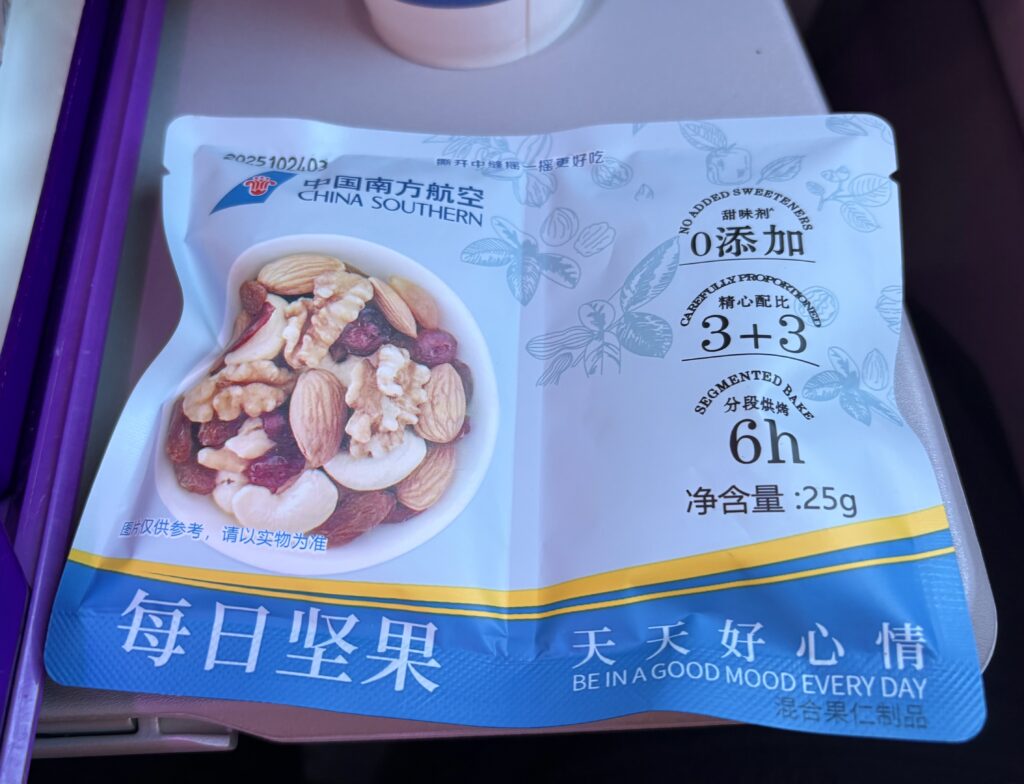 20251024.03
撕开中缝摇一摇更好吃
中国南方航空
CHINA SOUTHERN
NO ADDED SWEETENERS
甜味剂^
0添加
CAREFULLY PROPORTIONED
精心配比
3+3
SEGMENTED BAKE
分段烘烤
6h
净含量:25g
图片仅供参考，请以实物为准
每日坚果
天天好心情
BE IN A GOOD MOOD EVERY DAY
混合果仁制品